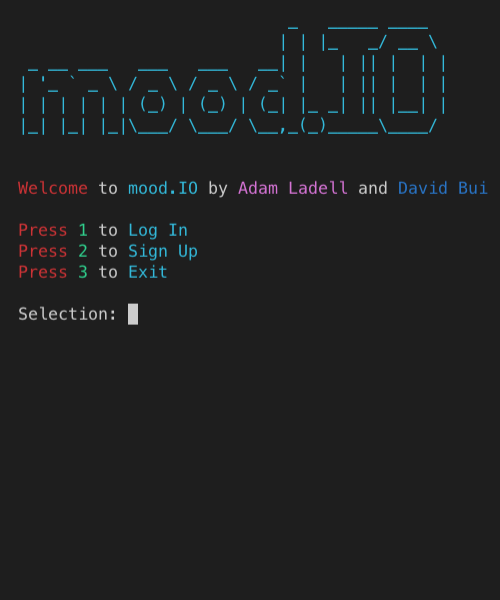 mood.IO
Welcome to mood.IO by Adam Ladell and David Bui
Press 1 to Log In
Press 2 to Sign Up
Press 3 to Exit
Selection: